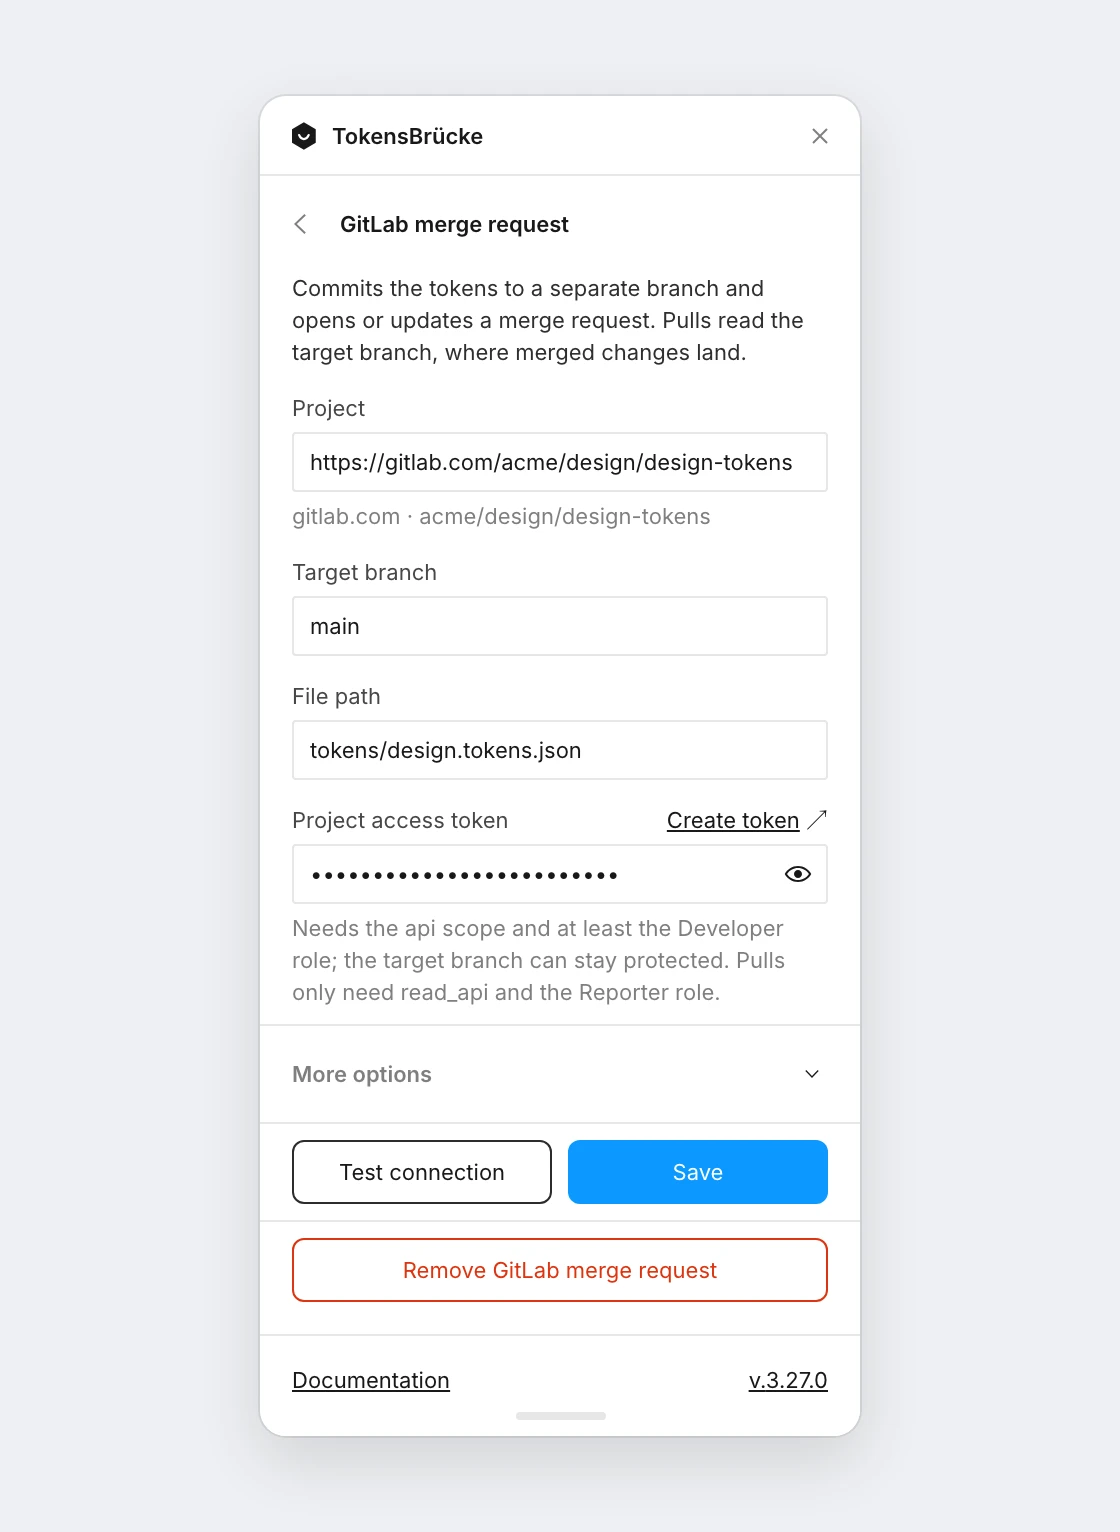 TokensBrücke
GitLab merge request
Commits the tokens to a separate branch and
opens or updates a merge request. Pulls read the
target branch, where merged changes land.
Project
https://gitlab.com/acme/design/design-tokens
gitlab.com · acme/design/design-tokens
Target branch
main
File path
tokens/design.tokens.json
Project access token
Create token
•••••••••••••••••••••••••
Needs the api scope and at least the Developer
role; the target branch can stay protected. Pulls
only need read_api and the Reporter role.
More options
Test connection
Save
Remove GitLab merge request
Documentation
v.3.27.0